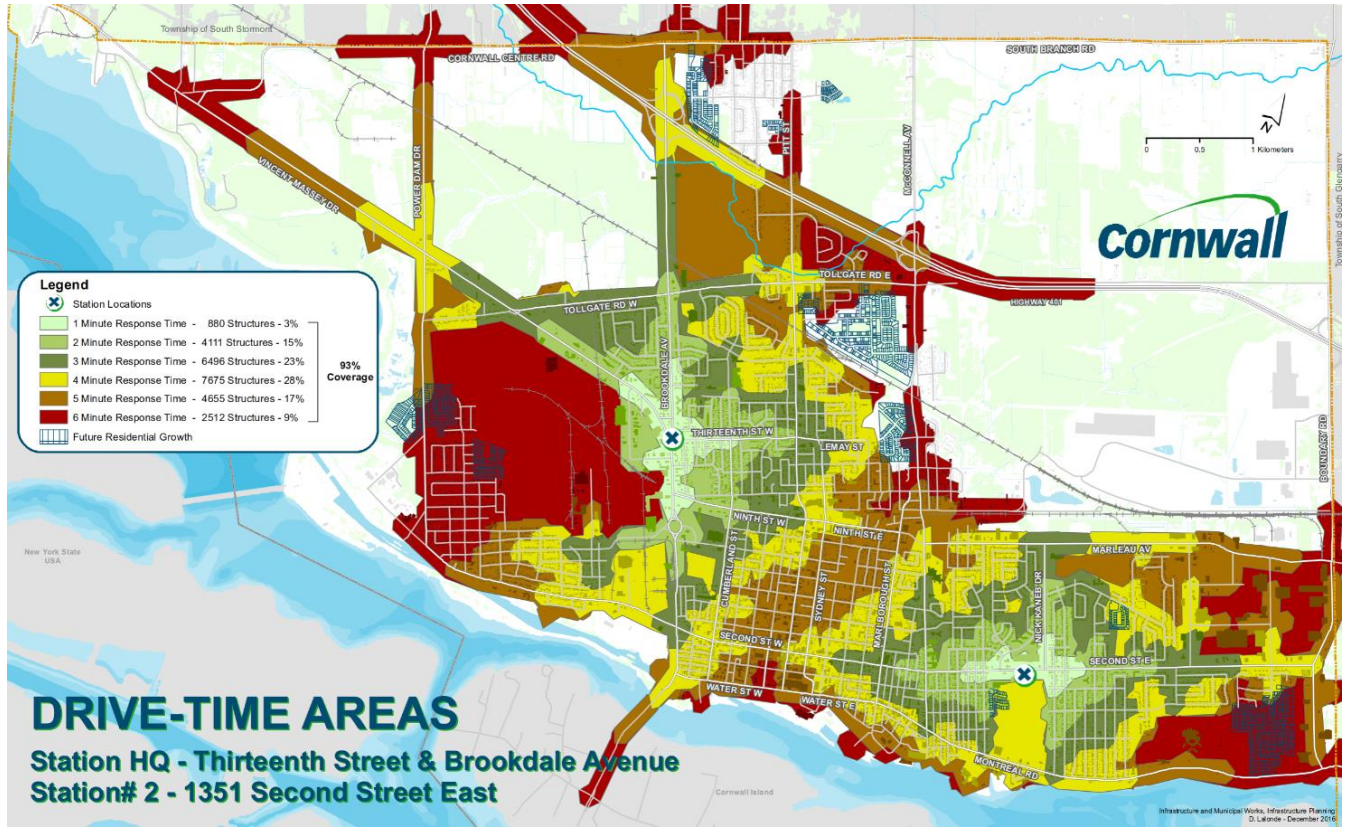 Township of South Stormont
CORNWALL CENTRE RD
SOUTH BRANCH RD
PITT ST
McCONNELL AV
N
0 0.5 1 Kilometers
Township of South Glengarry
VINCENT MASSEY DR
POWER DAM DR
Cornwall
TOLLGATE RD E
TOLLGATE RD W
HIGHWAY 401
Legend
Station Locations
1 Minute Response Time - 880 Structures - 3%
2 Minute Response Time - 4111 Structures - 15%
3 Minute Response Time - 6496 Structures - 23%
4 Minute Response Time - 7675 Structures - 28%
5 Minute Response Time - 4655 Structures - 17%
6 Minute Response Time - 2512 Structures - 9%
93%
Coverage
Future Residential Growth
BROOKDALE AV
THIRTEENTH ST W
LEMAY ST
BOUNDARY RD
NINTH ST W
NINTH ST E
CUMBERLAND ST
SYDNEY ST
MARLBOROUGH ST
NICK KANEB DR
MARLEAU AV
New York State
USA
SECOND ST W
SECOND ST E
WATER ST W
WATER ST E
MONTREAL RD
DRIVE-TIME AREAS
Station HQ - Thirteenth Street & Brookdale Avenue
Station# 2 - 1351 Second Street East
Cornwall Island
Infrastructure and Municipal Works, Infrastructure Planning
D. Lalonde - December 2016